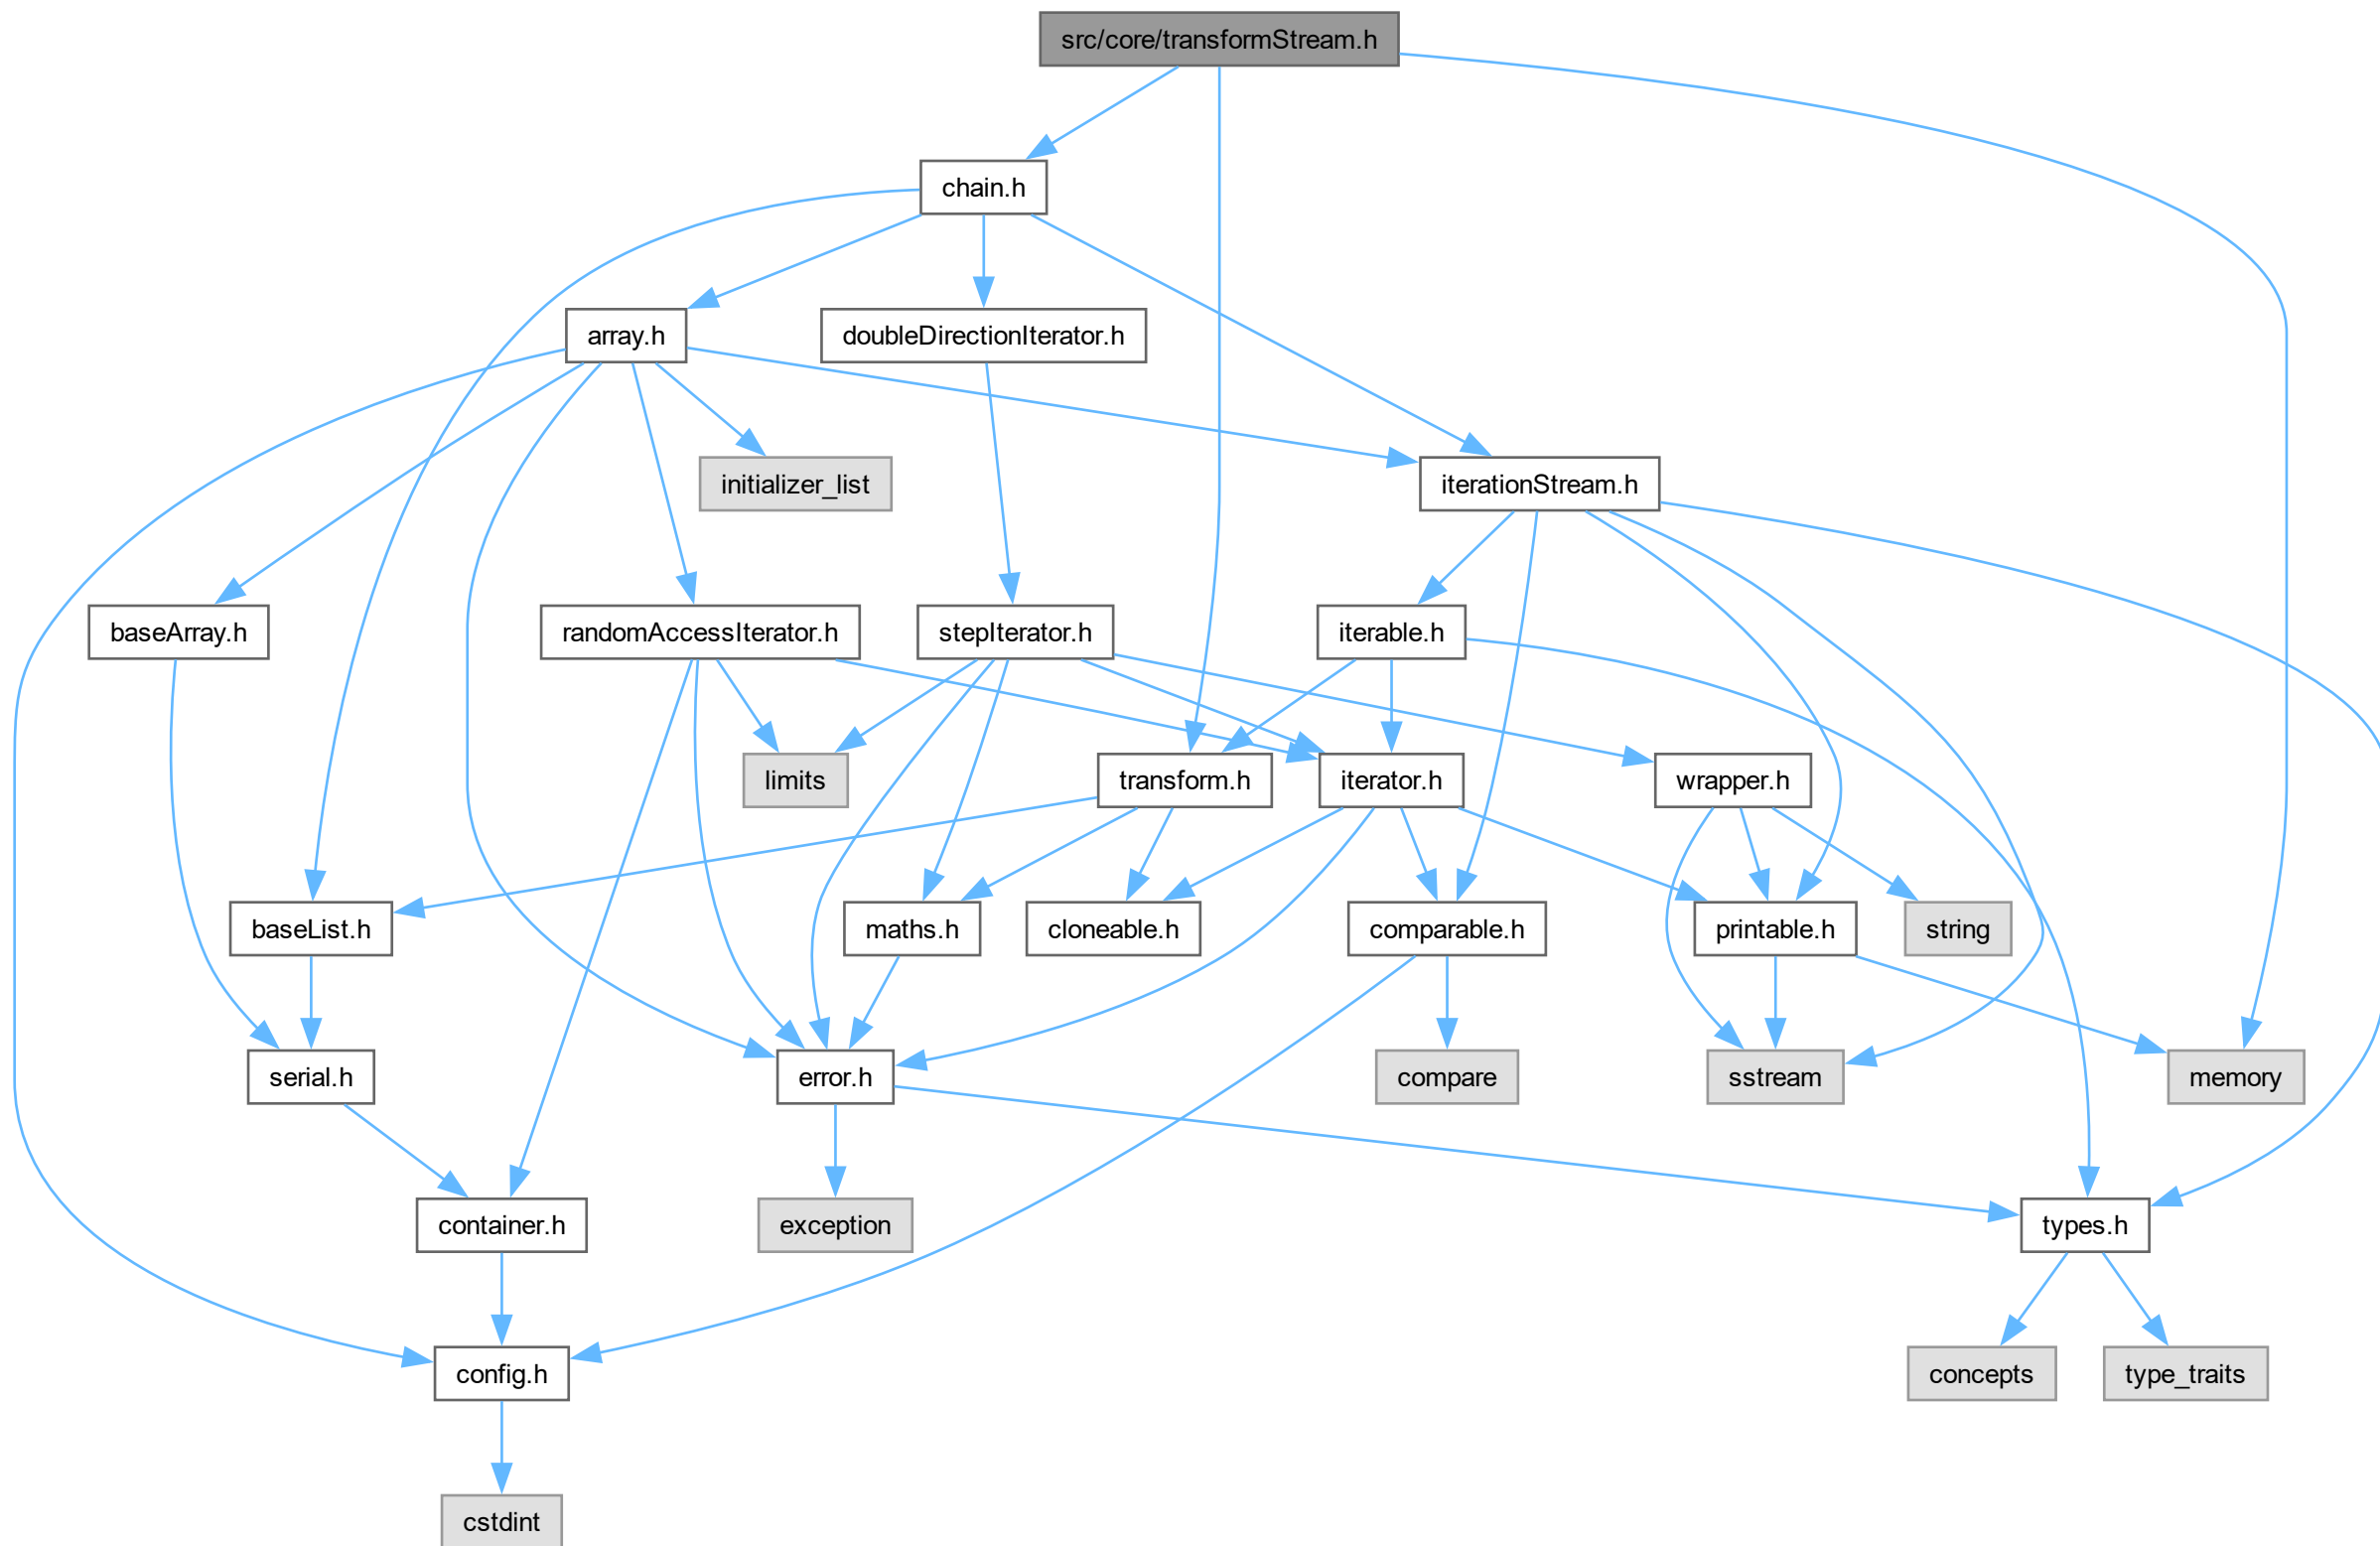 src/core/transformStream.h
chain.h
array.h
doubleDirectionIterator.h
initializer_list
iterationStream.h
baseArray.h
randomAccessIterator.h
stepIterator.h
iterable.h
limits
transform.h
iterator.h
wrapper.h
baseList.h
maths.h
cloneable.h
comparable.h
printable.h
string
serial.h
error.h
compare
sstream
memory
container.h
exception
types.h
config.h
concepts
type_traits
cstdint